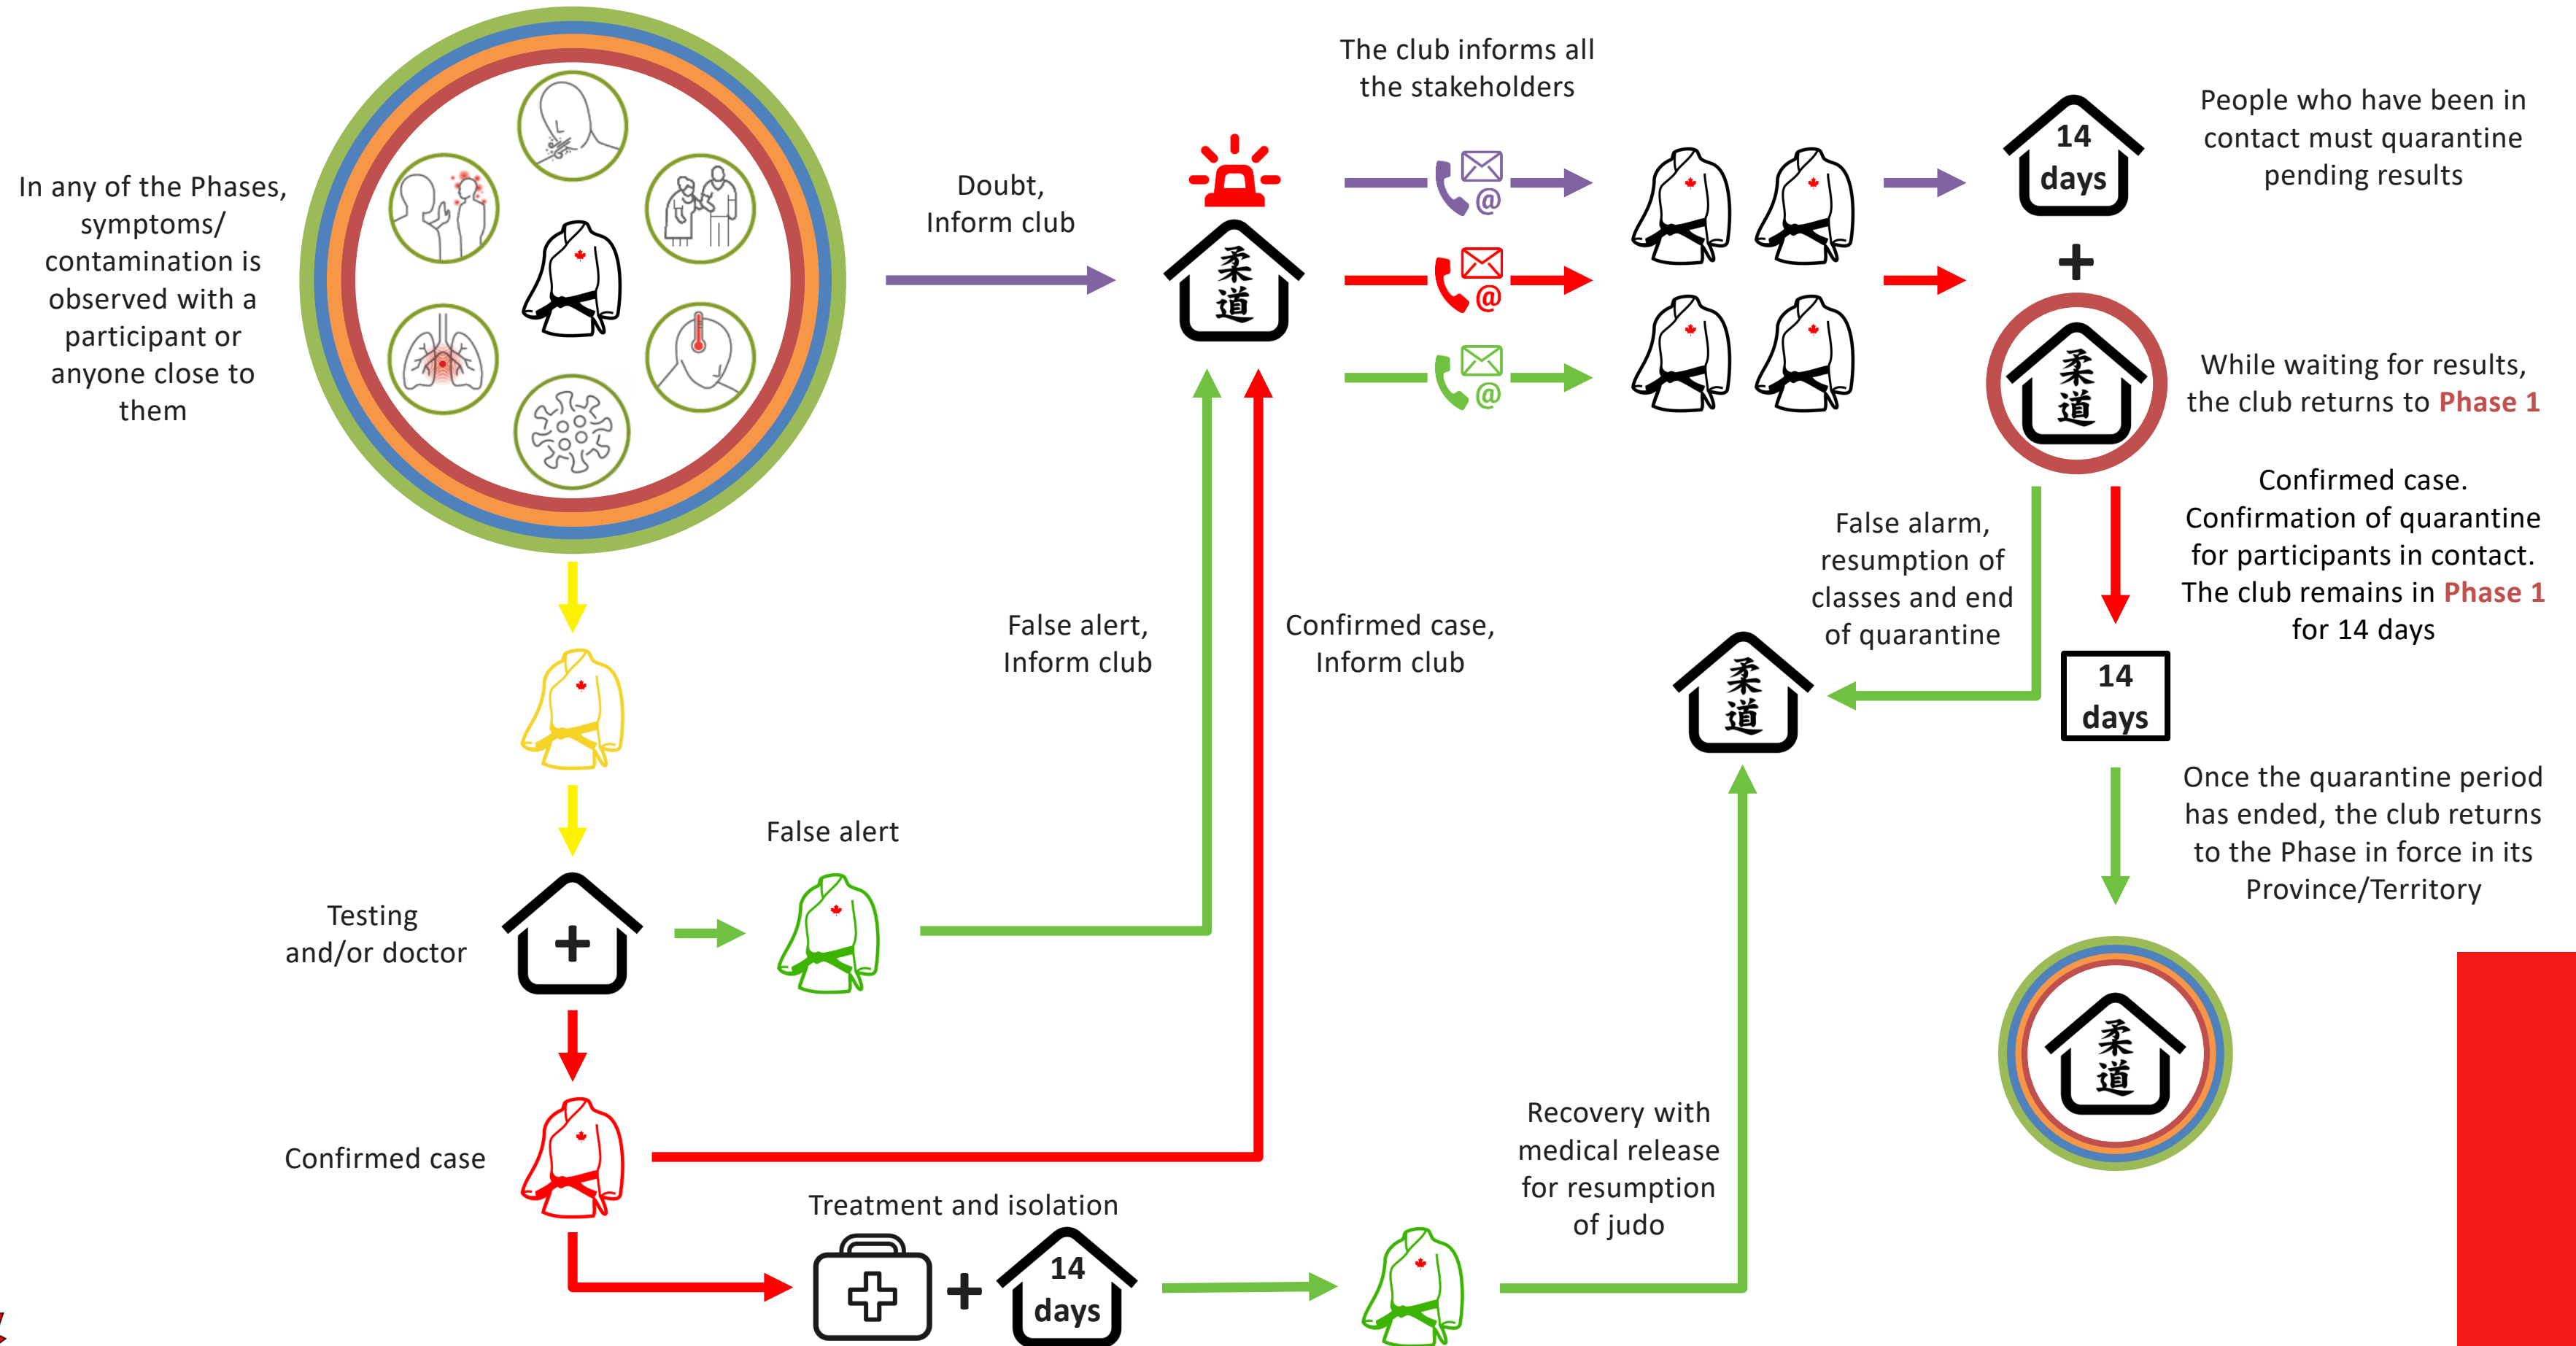 In any of the Phases,
symptoms/
contamination is
observed with a
participant or
anyone close to
them
Doubt,
Inform club
柔
道
The club informs all
the stakeholders
@
@
@
14
days
+
People who have been in
contact must quarantine
pending results
柔
道
While waiting for results,
the club returns to Phase 1
False alarm,
resumption of
classes and end
of quarantine
Confirmed case.
Confirmation of quarantine
for participants in contact.
The club remains in Phase 1
for 14 days
柔
道
14
days
Once the quarantine period
has ended, the club returns
to the Phase in force in its
Province/Territory
柔
道
False alert,
Inform club
Confirmed case,
Inform club
Testing
and/or doctor
+
False alert
Confirmed case
Treatment and isolation
+
14
days
Recovery with
medical release
for resumption
of judo